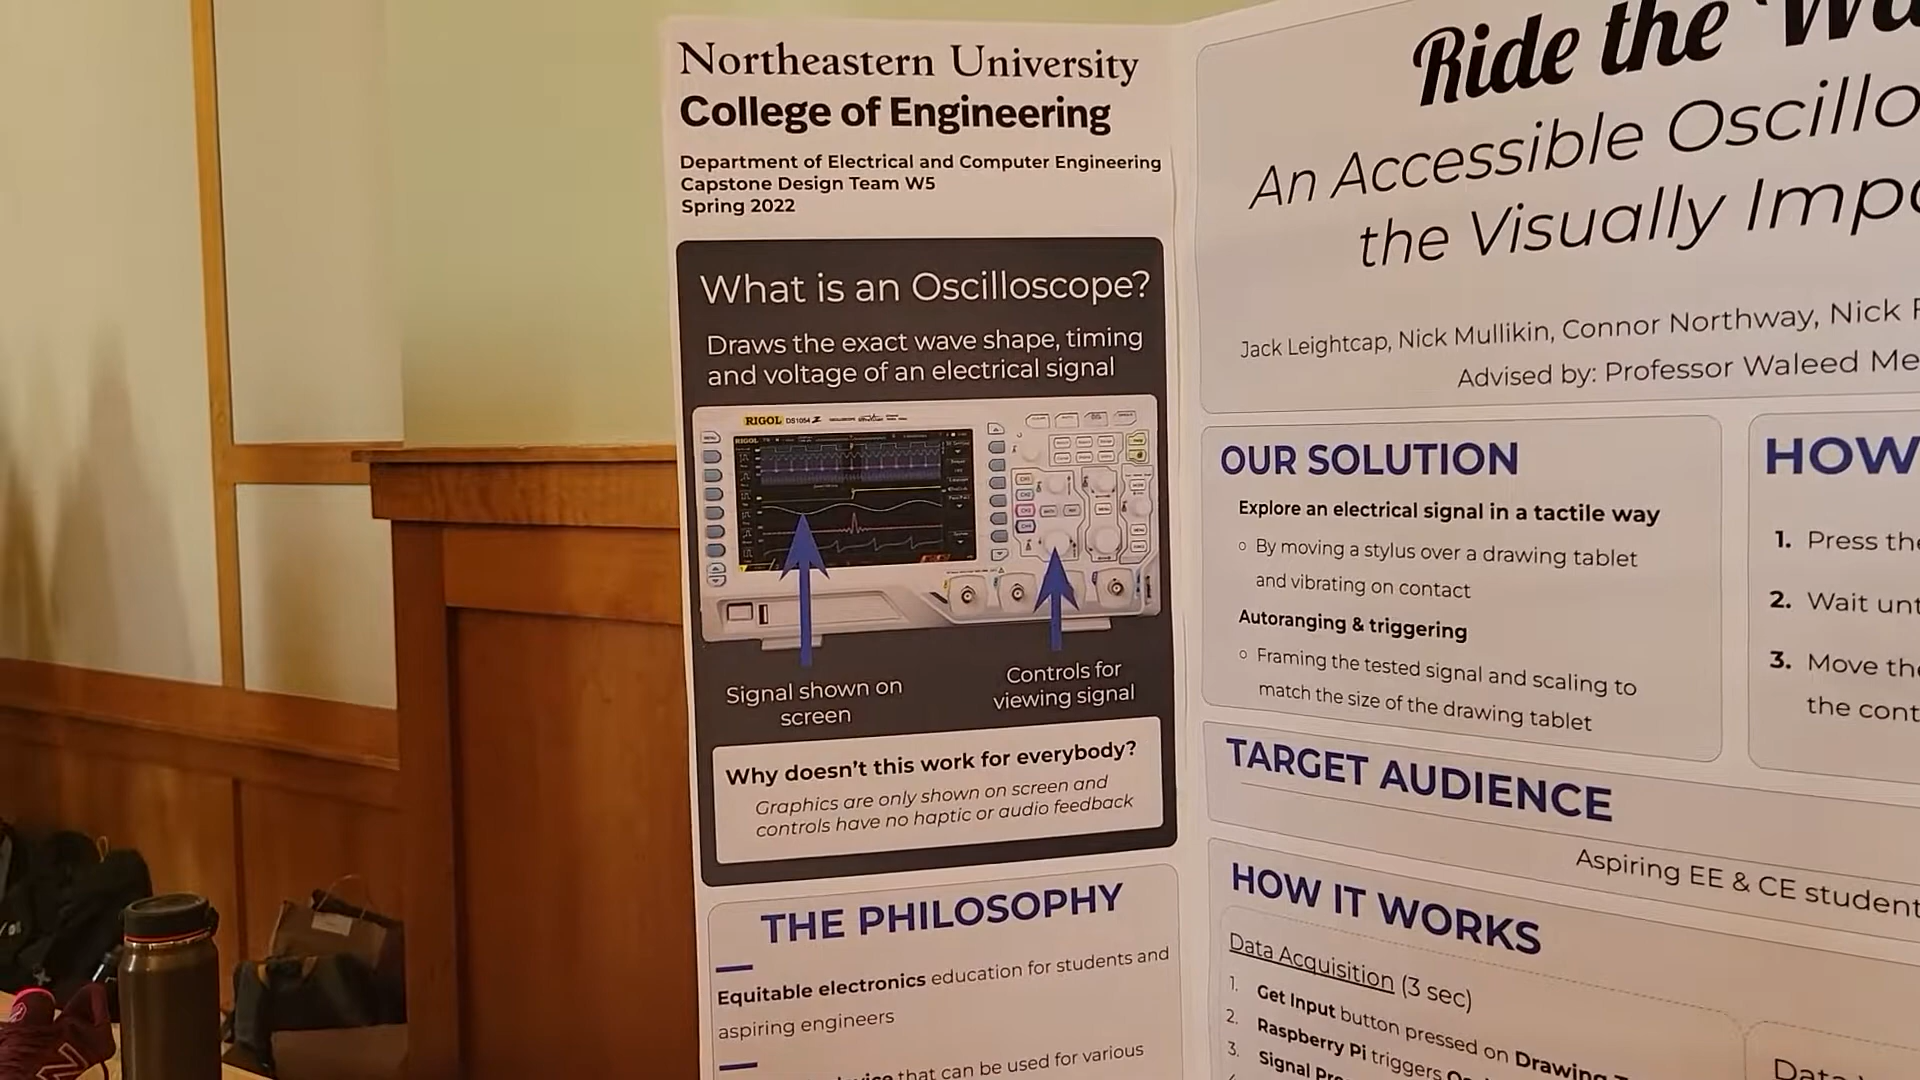 Northeastern University
College of Engineering
Department of Electrical and Computer Engineering
Capstone Design Team W5
Spring 2022
What is an Oscilloscope?
Draws the exact wave shape, timing
and voltage of an electrical signal
RIGOL DS1054 Z
Signal shown on
screen
Controls for
viewing signal
Why doesn't this work for everybody?
Graphics are only shown on screen and
controls have no haptic or audio feedback
THE PHILOSOPHY
Equitable electronics education for students and
aspiring engineers
that can be used for various
Ride the
An Accessible
the Visually
Jack Leightcap, Nick Mullikin, Connor Northway, Nick
Advised by: Professor Waleed
OUR SOLUTION
Explore an electrical signal in a tactile way
○ By moving a stylus over a drawing tablet
and vibrating on contact
Autoranging & triggering
○ Framing the tested signal and scaling to
match the size of the drawing tablet
HOW
1. Press
2. Wait
3. Move
the
TARGET AUDIENCE
Aspiring EE & CE
HOW IT WORKS
Data Acquisition (3 sec)
1. Get Input button pressed on Drawing
2. Raspberry Pi triggers
3. Signal
Data